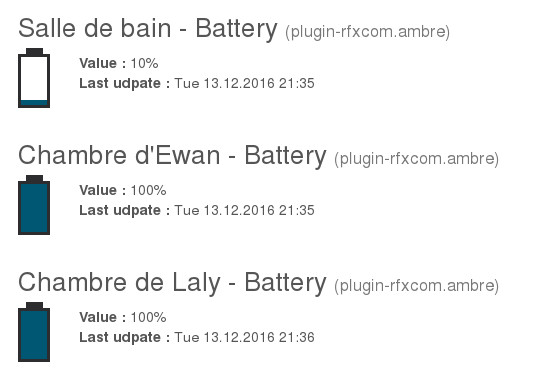 Salle de bain - Battery (plugin-rfxcom.ambre)
Value : 10%
Last udpate : Tue 13.12.2016 21:35
Chambre d'Ewan - Battery (plugin-rfxcom.ambre)
Value : 100%
Last udpate : Tue 13.12.2016 21:35
Chambre de Laly - Battery (plugin-rfxcom.ambre)
Value : 100%
Last udpate : Tue 13.12.2016 21:36